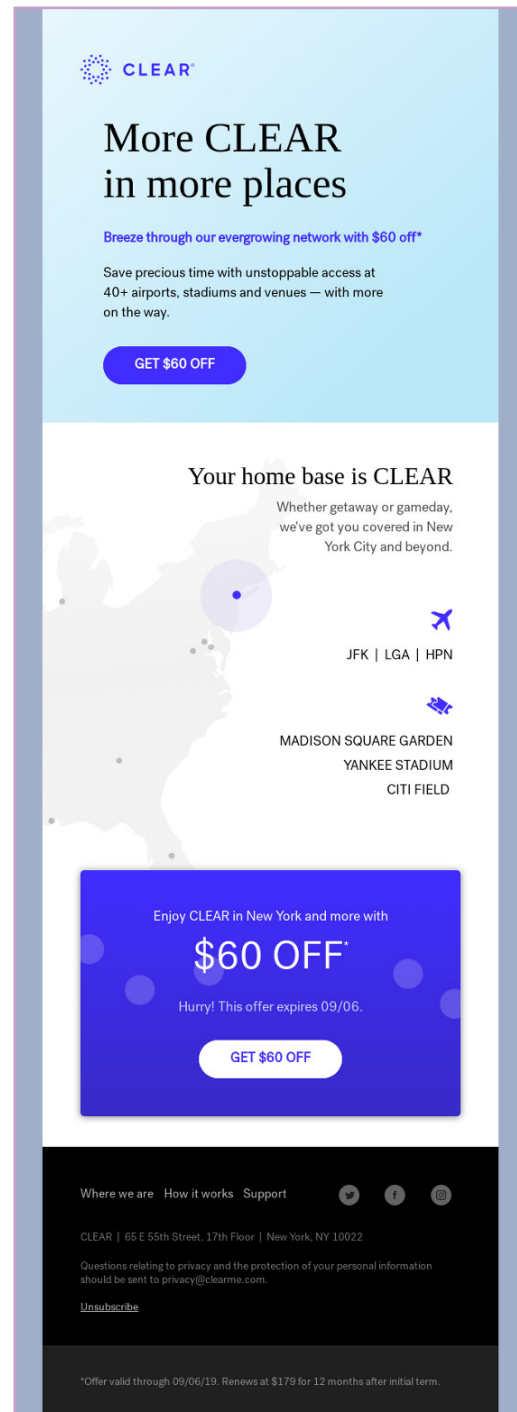 CLEAR®
More CLEAR
in more places
Breeze through our evergrowing network with $60 off*
Save precious time with unstoppable access at
40+ airports, stadiums and venues — with more
on the way.
GET $60 OFF
Your home base is CLEAR
Whether getaway or gameday,
we've got you covered in New
York City and beyond.
JFK | LGA | HPN
MADISON SQUARE GARDEN
YANKEE STADIUM
CITI FIELD
Enjoy CLEAR in New York and more with
$60 OFF*
Hurry! This offer expires 09/06.
GET $60 OFF
Where we are How it works Support
CLEAR | 65 E 55th Street, 17th Floor | New York, NY 10022
Questions relating to privacy and the protection of your personal information
should be sent to privacy@clearme.com.
Unsubscribe
*Offer valid through 09/06/19. Renews at $179 for 12 months after initial term.